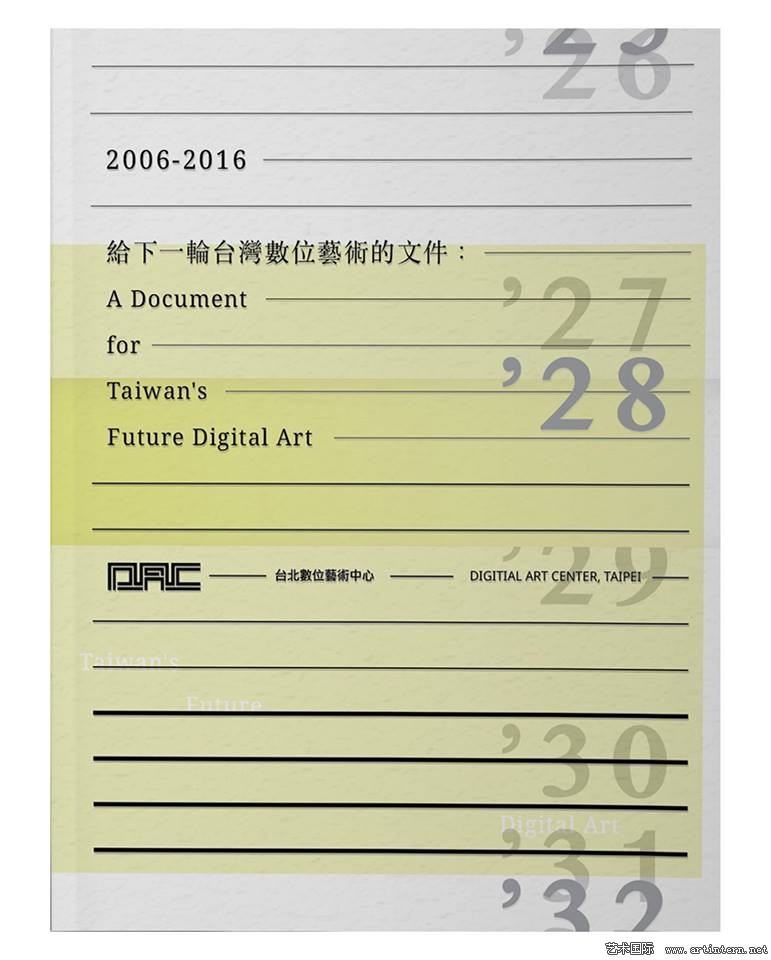 '25
'26
2006-2016
給下一輪台灣數位藝術的文件：
'27
A Document
for
'28
Taiwan's
Future Digital Art
DAC 台北數位藝術中心 DIGITIAL ART CENTER, TAIPEI
'29
Taiwan's
Future
'30
Digital Art
'31
'32
艺术国际 www.artintern.net